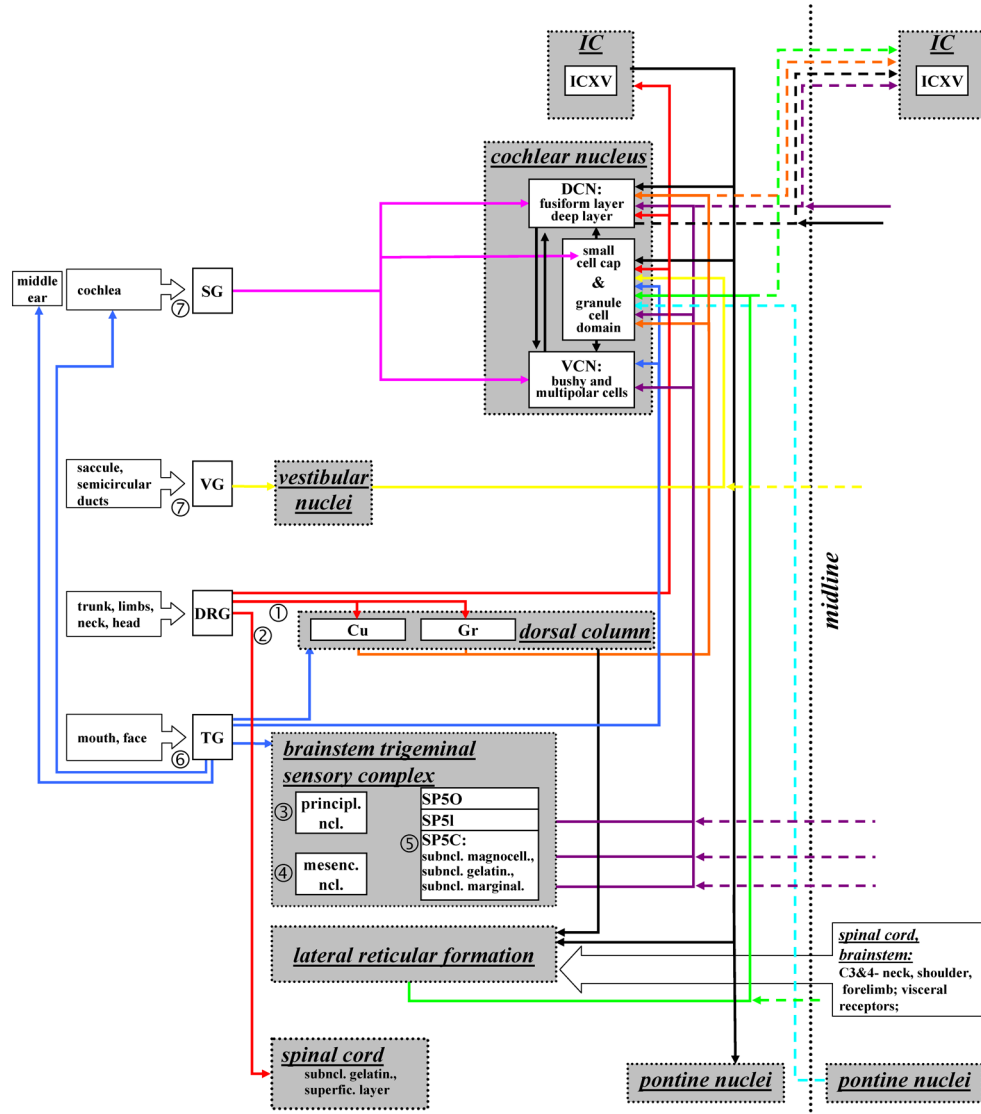 IC
ICXV
IC
ICXV
cochlear nucleus
DCN:
fusiform layer
deep layer
small
cell cap
&
granule
cell
domain
VCN:
bushy and
multipolar cells
middle
ear
cochlea
SG
⑦
saccule,
semicircular
ducts
VG
⑦
vestibular
nuclei
midline
trunk, limbs,
neck, head
DRG
①
②
Cu
Gr
dorsal column
mouth, face
TG
⑥
brainstem trigeminal
sensory complex
③
principl.
ncl.
④
mesenc.
ncl.
SP5O
SP5I
⑤
SP5C:
subncl. magnocell.,
subncl. gelatin.,
subncl. marginal.
lateral reticular formation
spinal cord,
brainstem:
C3&4- neck, shoulder,
forelimb; visceral
receptors;
spinal cord
subncl. gelatin.,
superfic. layer
pontine nuclei
pontine nuclei